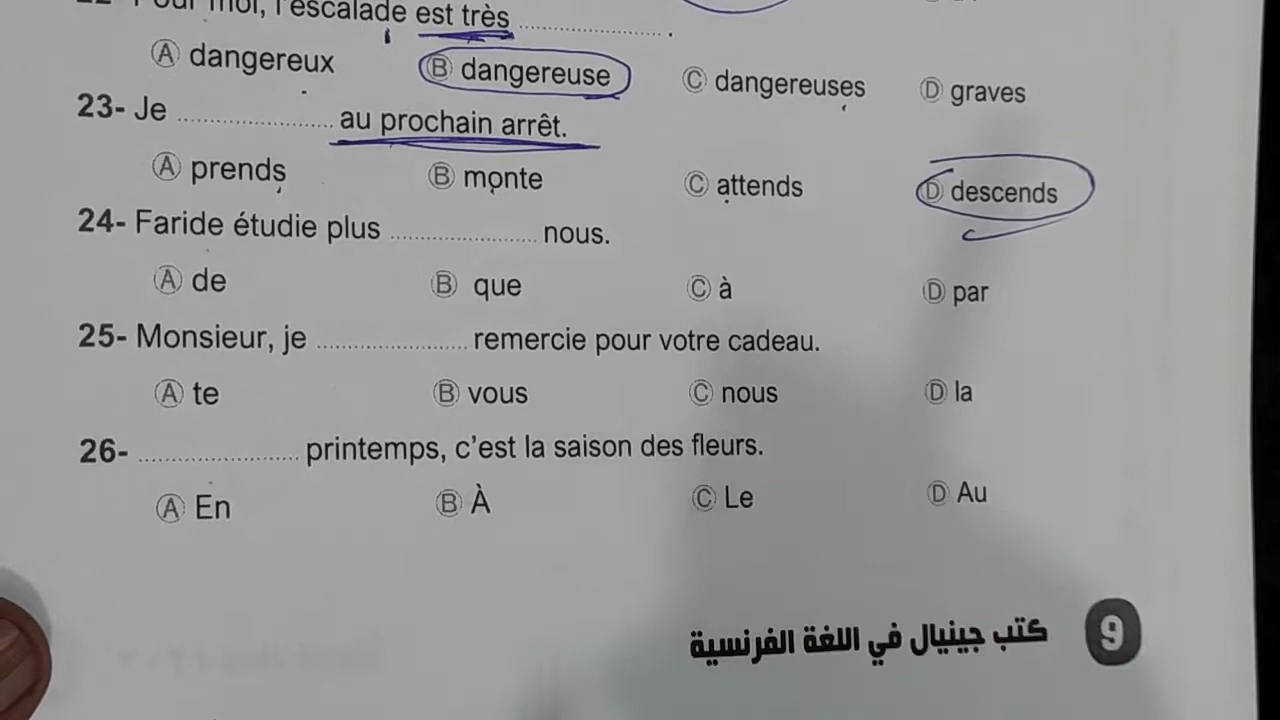 moi, l'escalade est très .................... .
Ⓐ dangereux Ⓑ dangereuse Ⓒ dangereuses Ⓓ graves
23- Je .................... au prochain arrêt.
Ⓐ prends Ⓑ monte Ⓒ attends Ⓓ descends
24- Faride étudie plus .................... nous.
Ⓐ de Ⓑ que Ⓒ à Ⓓ par
25- Monsieur, je .................... remercie pour votre cadeau.
Ⓐ te Ⓑ vous Ⓒ nous Ⓓ la
26- .................... printemps, c'est la saison des fleurs.
Ⓐ En Ⓑ À Ⓒ Le Ⓓ Au
كتب جينيال في اللغة الفرنسية 9